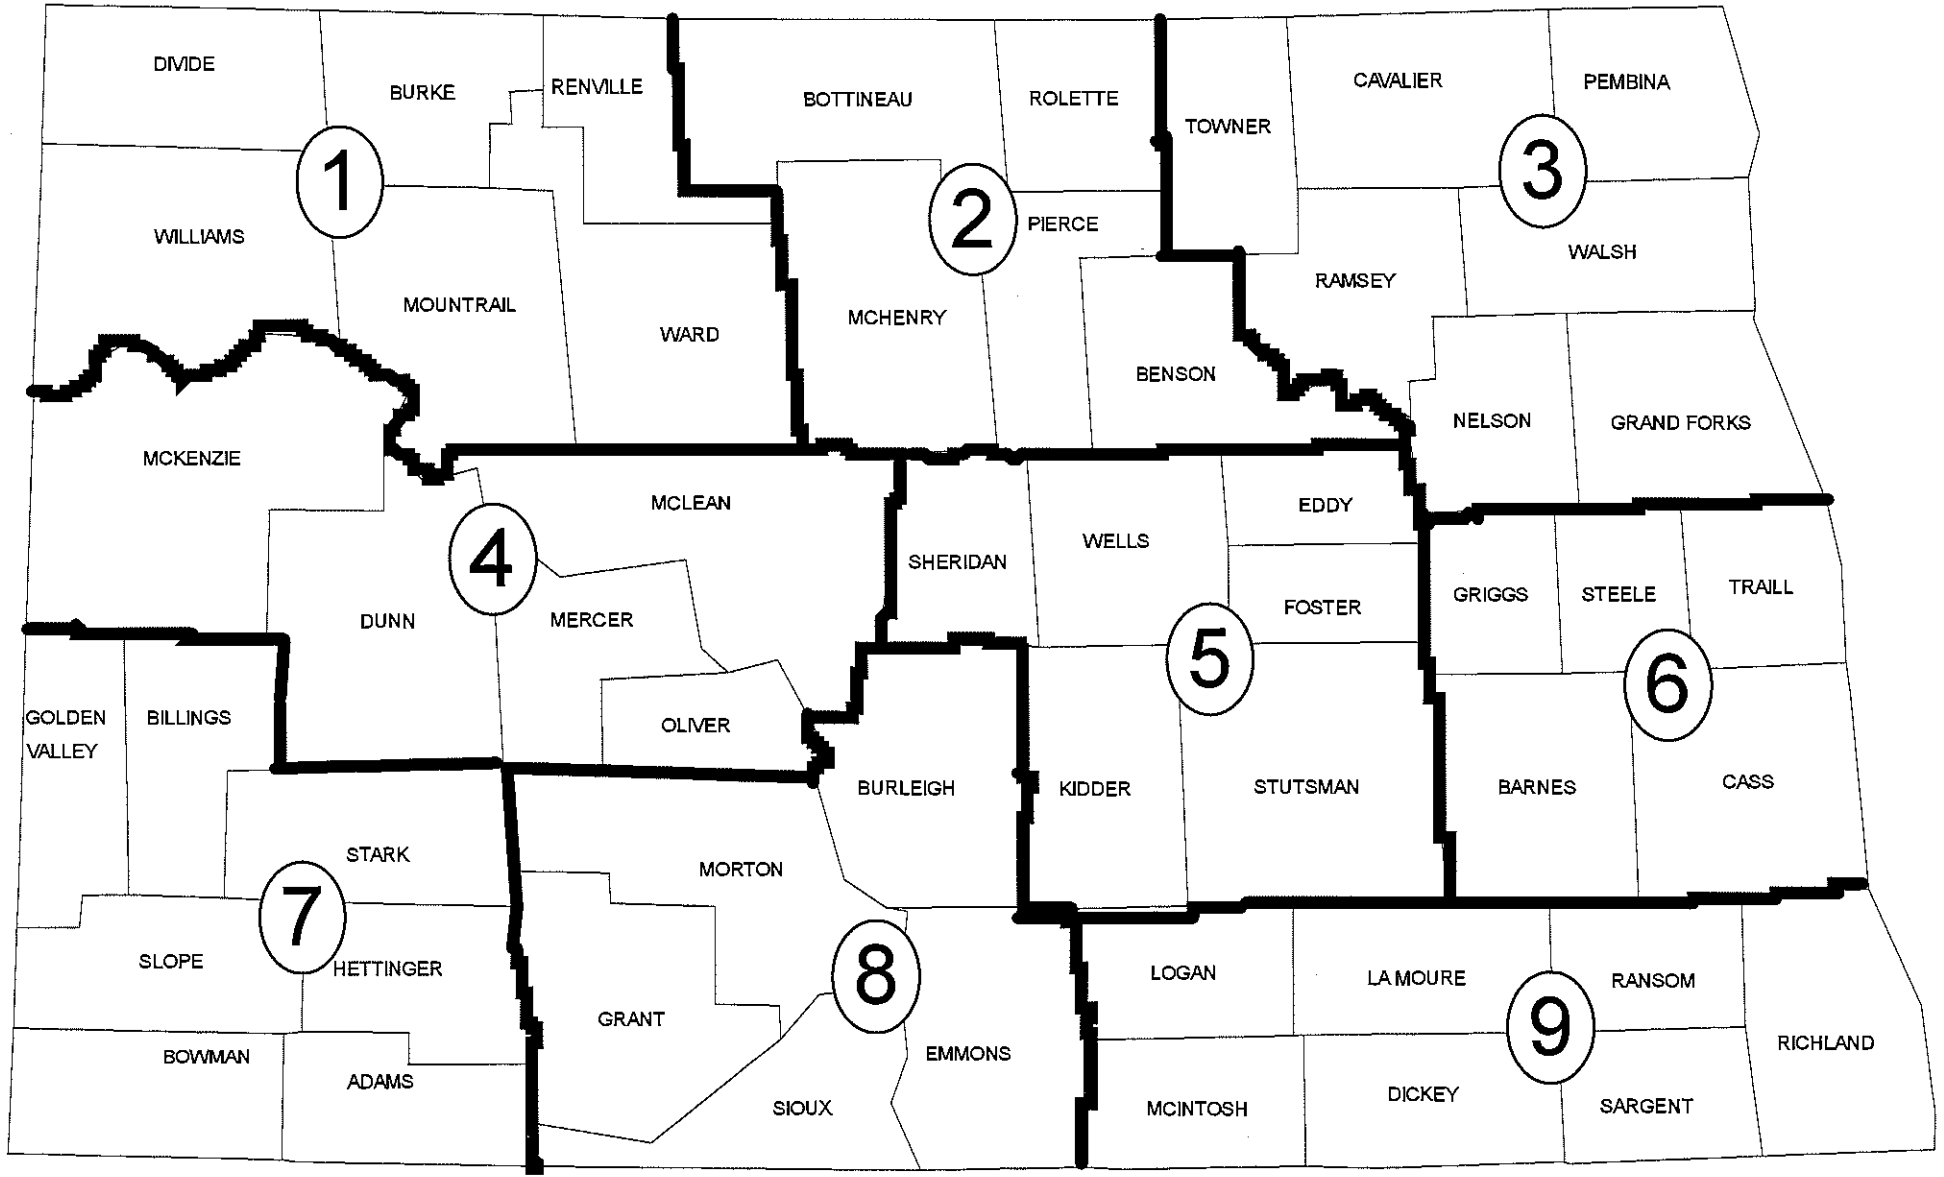 DIVIDE
BURKE
RENVILLE
BOTTINEAU
ROLETTE
TOWNER
CAVALIER
PEMBINA
1
2
3
WILLIAMS
MOUNTRAIL
WARD
MCHENRY
PIERCE
BENSON
RAMSEY
WALSH
NELSON
GRAND FORKS
MCKENZIE
4
MCLEAN
DUNN
MERCER
OLIVER
SHERIDAN
WELLS
EDDY
FOSTER
5
KIDDER
STUTSMAN
GRIGGS
STEELE
TRAILL
6
BARNES
CASS
GOLDEN
VALLEY
BILLINGS
STARK
7
SLOPE
HETTINGER
BOWMAN
ADAMS
BURLEIGH
MORTON
8
GRANT
SIOUX
EMMONS
LOGAN
LA MOURE
RANSOM
9
RICHLAND
MCINTOSH
DICKEY
SARGENT